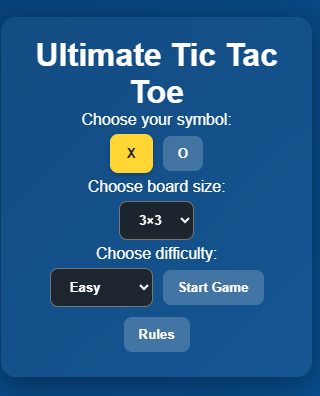 Ultimate Tic Tac
Toe
Choose your symbol:
X O
Choose board size:
3×3
Choose difficulty:
Easy Start Game
Rules